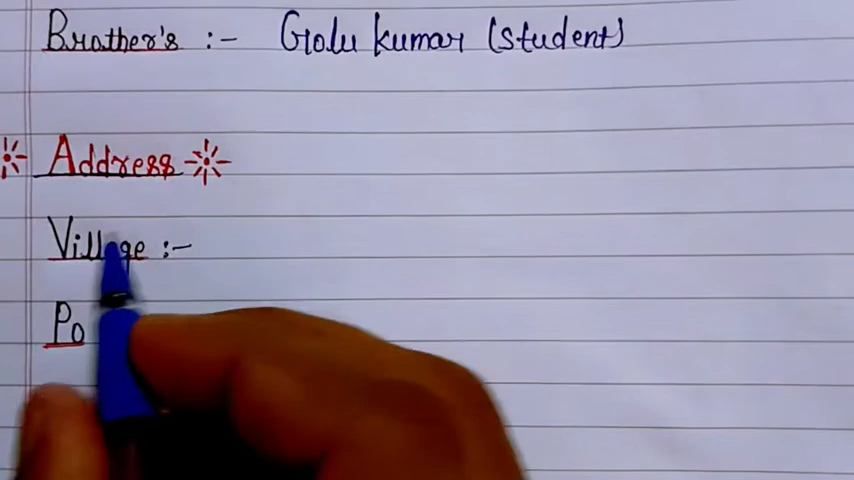 Brother's :- Golu kumar (student)
Address
Village :-
Po